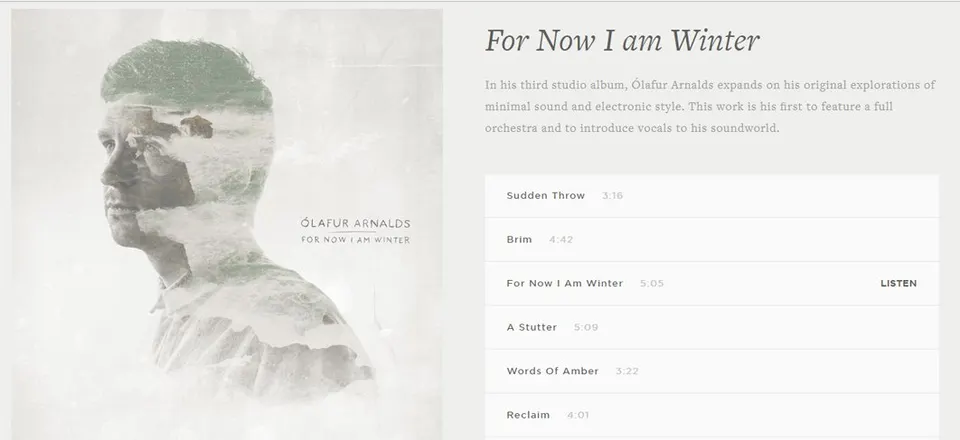 ÓLAFUR ARNALDS
FOR NOW I AM WINTER
For Now I am Winter
In his third studio album, Ólafur Arnalds expands on his original explorations of
minimal sound and electronic style. This work is his first to feature a full
orchestra and to introduce vocals to his soundworld.
Sudden Throw 3:16
Brim 4:42
For Now I Am Winter 5:05 LISTEN
A Stutter 5:09
Words Of Amber 3:22
Reclaim 4:01